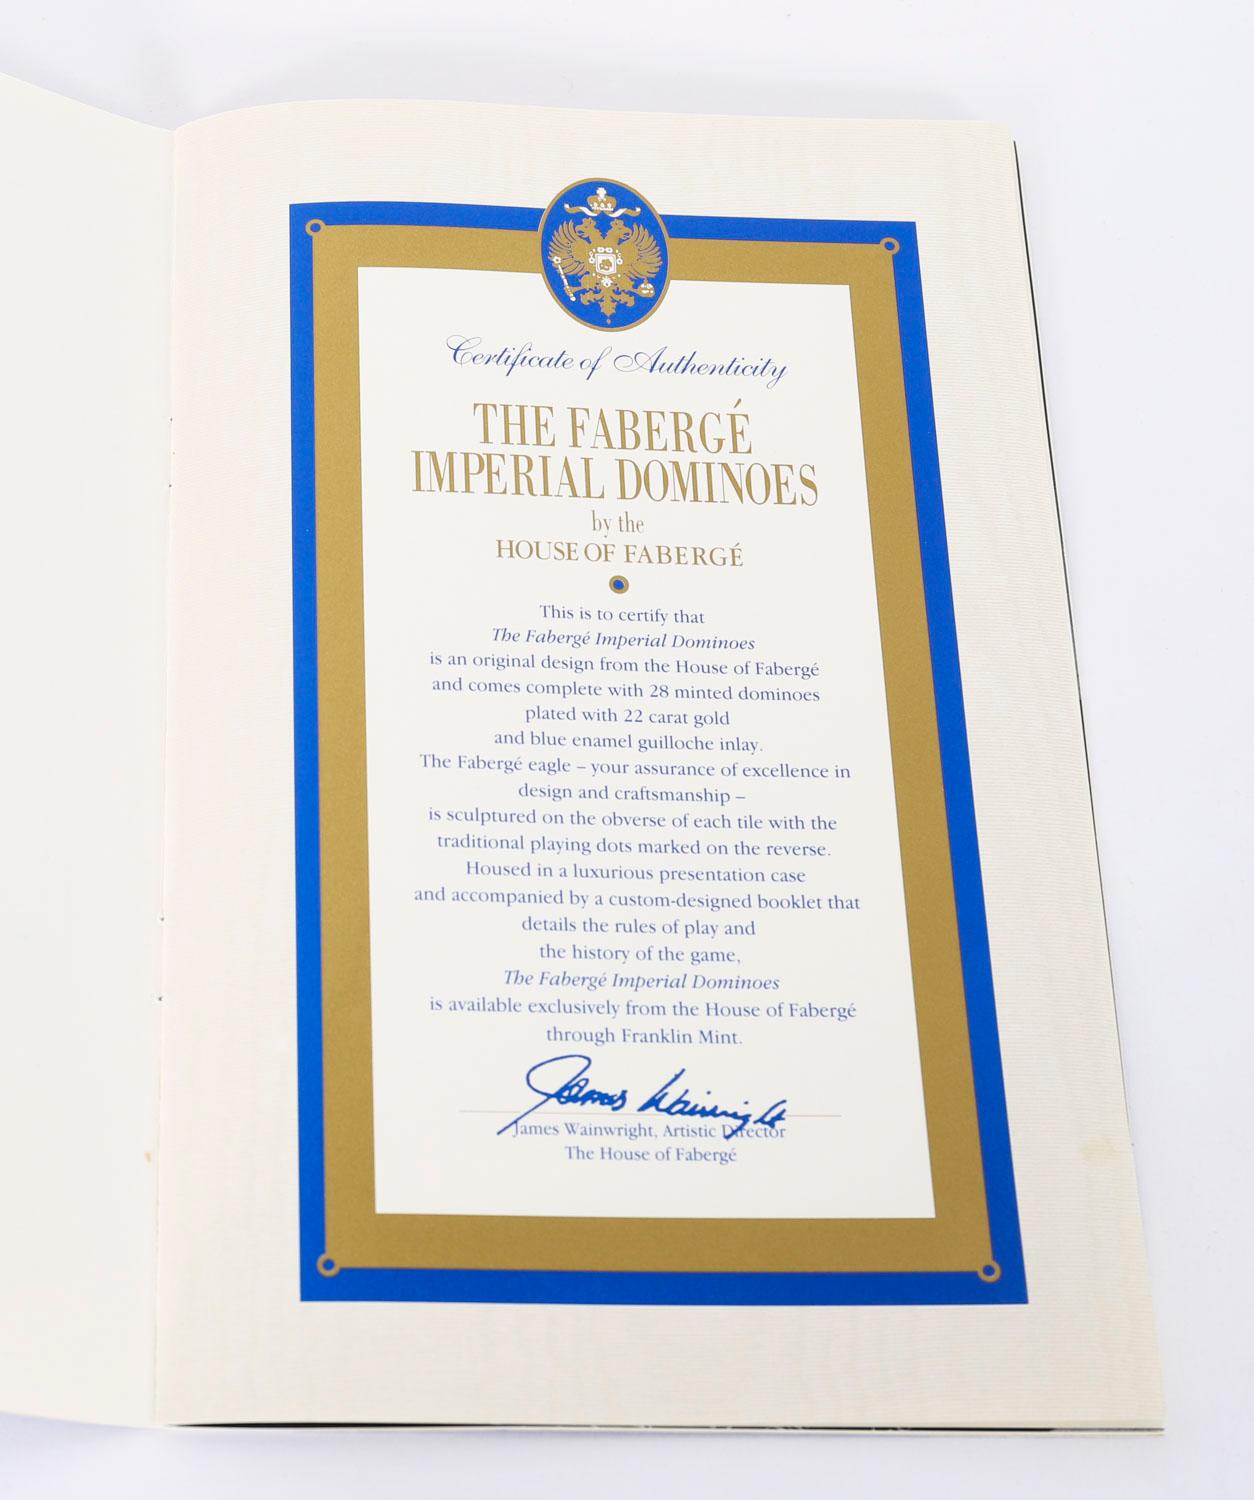 Certificate of Authenticity
THE FABERGÉ
IMPERIAL DOMINOES
by the
HOUSE OF FABERGÉ
This is to certify that
The Fabergé Imperial Dominoes
is an original design from the House of Fabergé
and comes complete with 28 minted dominoes
plated with 22 carat gold
and blue enamel guilloche inlay.
The Fabergé eagle – your assurance of excellence in
design and craftsmanship –
is sculptured on the obverse of each tile with the
traditional playing dots marked on the reverse.
Housed in a luxurious presentation case
and accompanied by a custom-designed booklet that
details the rules of play and
the history of the game,
The Fabergé Imperial Dominoes
is available exclusively from the House of Fabergé
through Franklin Mint.
James Wainwright
James Wainwright, Artistic Director
The House of Fabergé